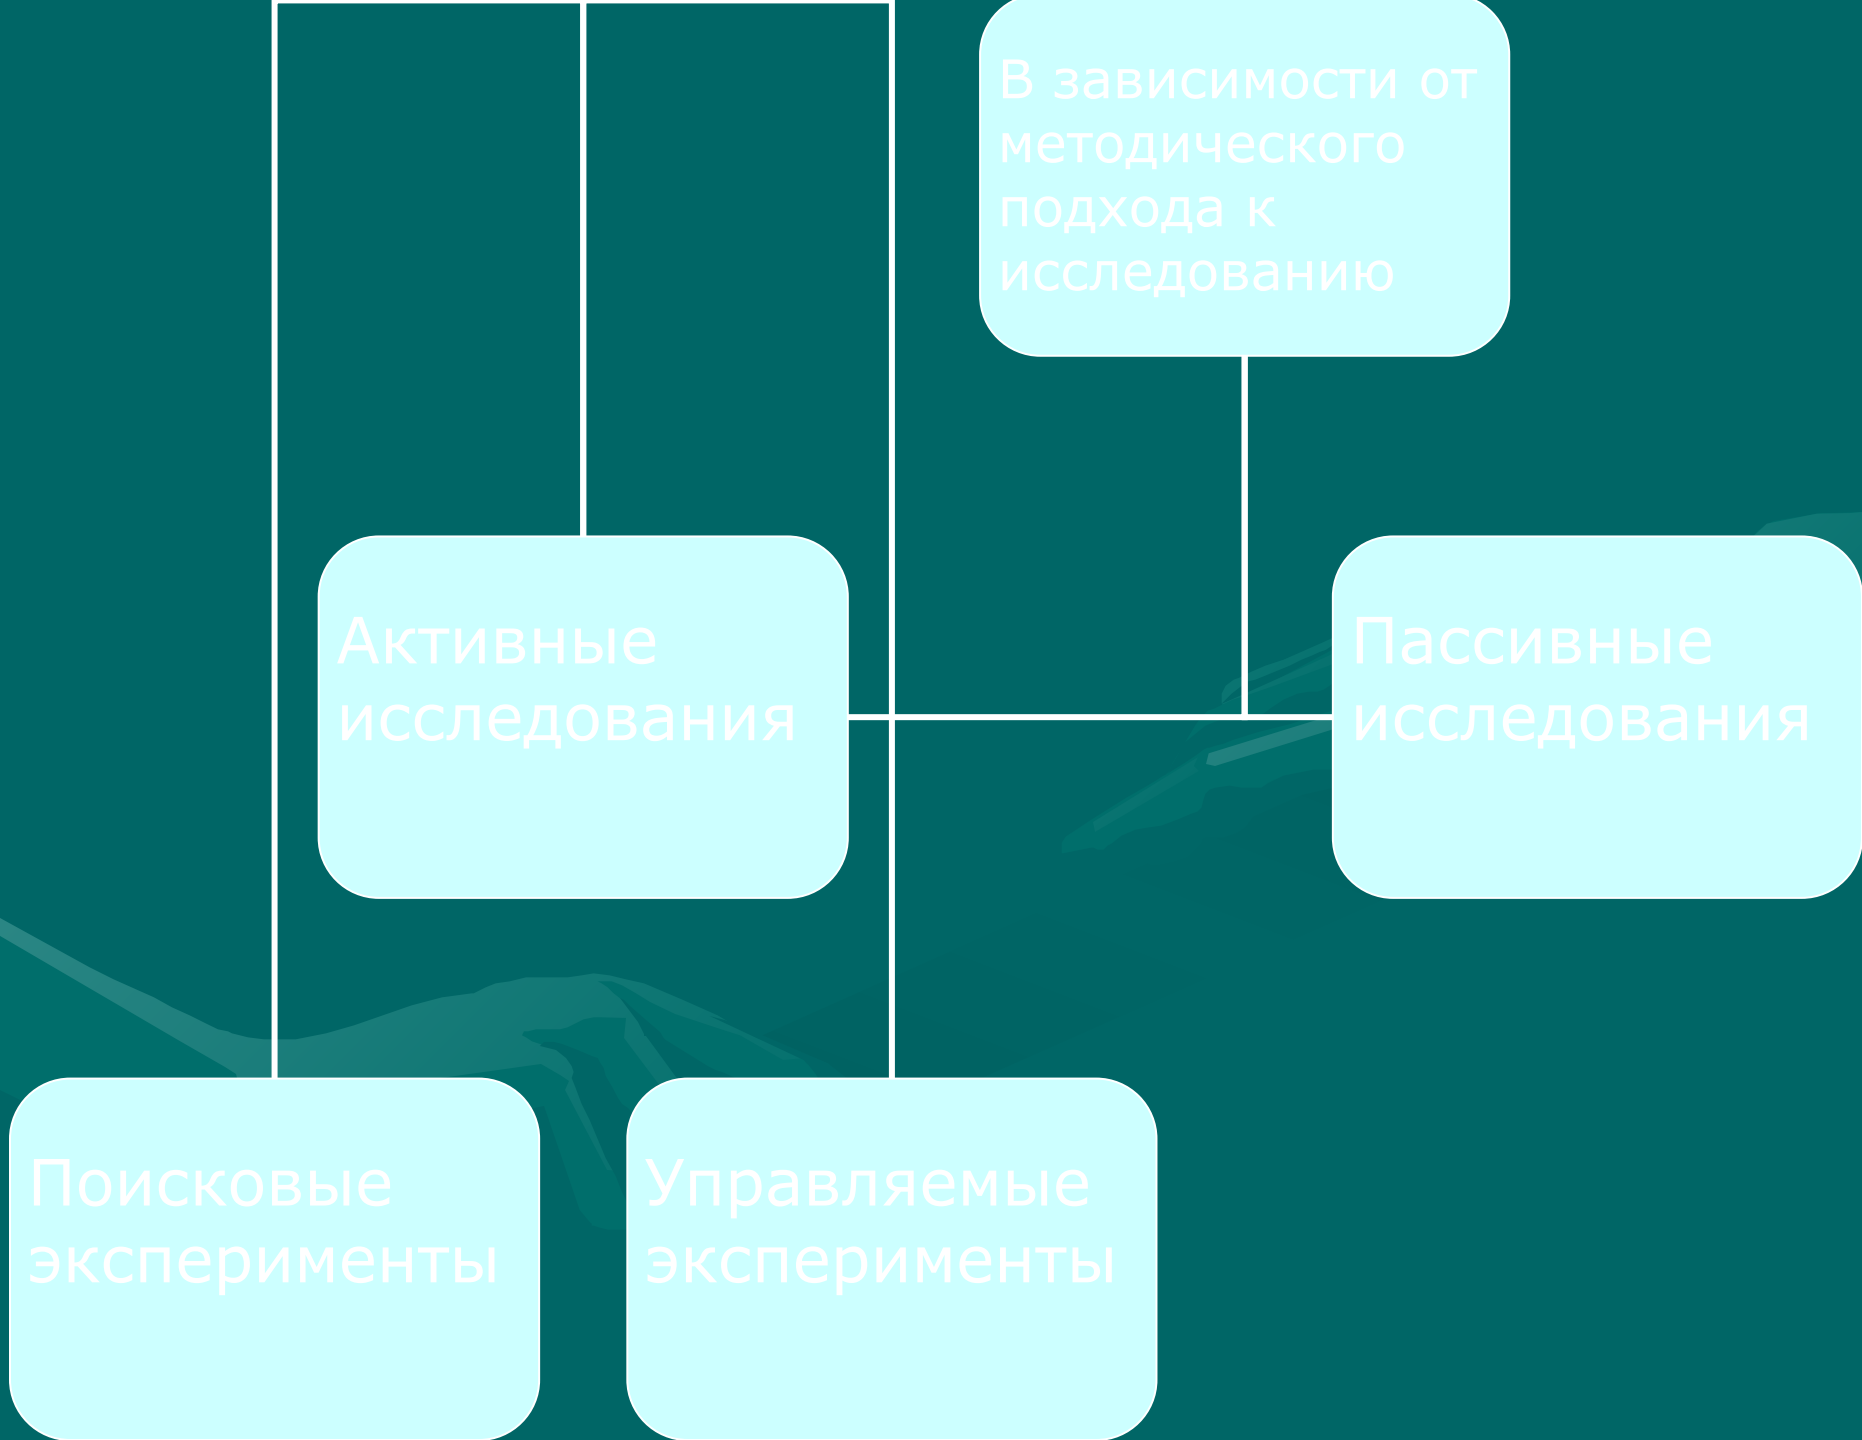 В зависимости от
методического
подхода к
исследованию
Активные
исследования
Пассивные
исследования
Поисковые
эксперименты
Управляемые
эксперименты